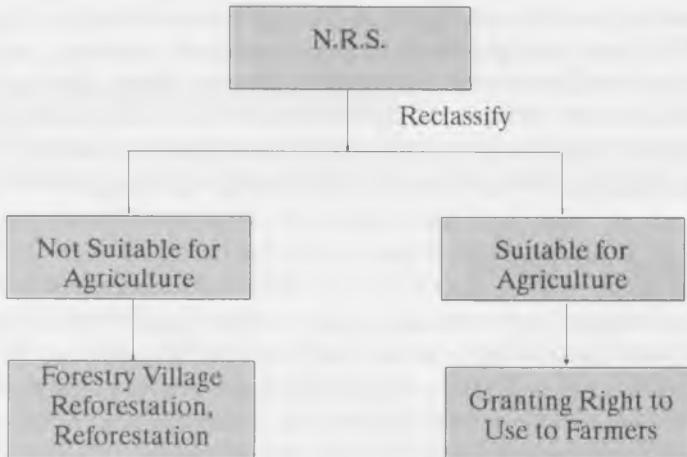 N.R.S.
Reclassify
Not Suitable for
Agriculture
Suitable for
Agriculture
Forestry Village
Reforestation,
Reforestation
Granting Right to
Use to Farmers